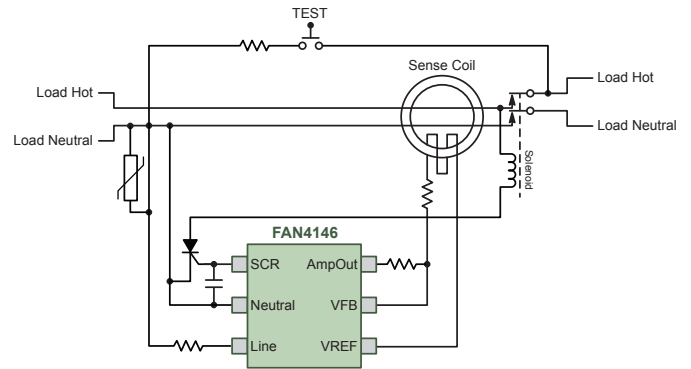 TEST
Sense Coil
Load Hot
Load Hot
Load Neutral
Load Neutral
Solenoid
FAN4146
SCR
AmpOut
Neutral
VFB
Line
VREF